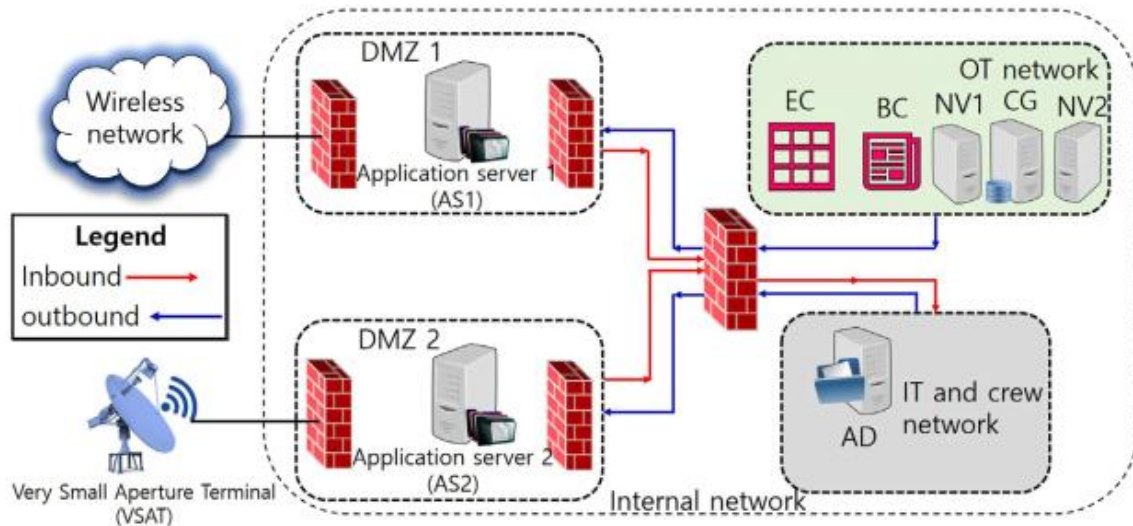 DMZ 1
Wireless
network
Application server 1
(AS1)
OT network
EC
BC
NV1
CG
NV2
Legend
Inbound
outbound
DMZ 2
Application server 2
(AS2)
AD
IT and crew
network
Very Small Aperture Terminal
(VSAT)
Internal network